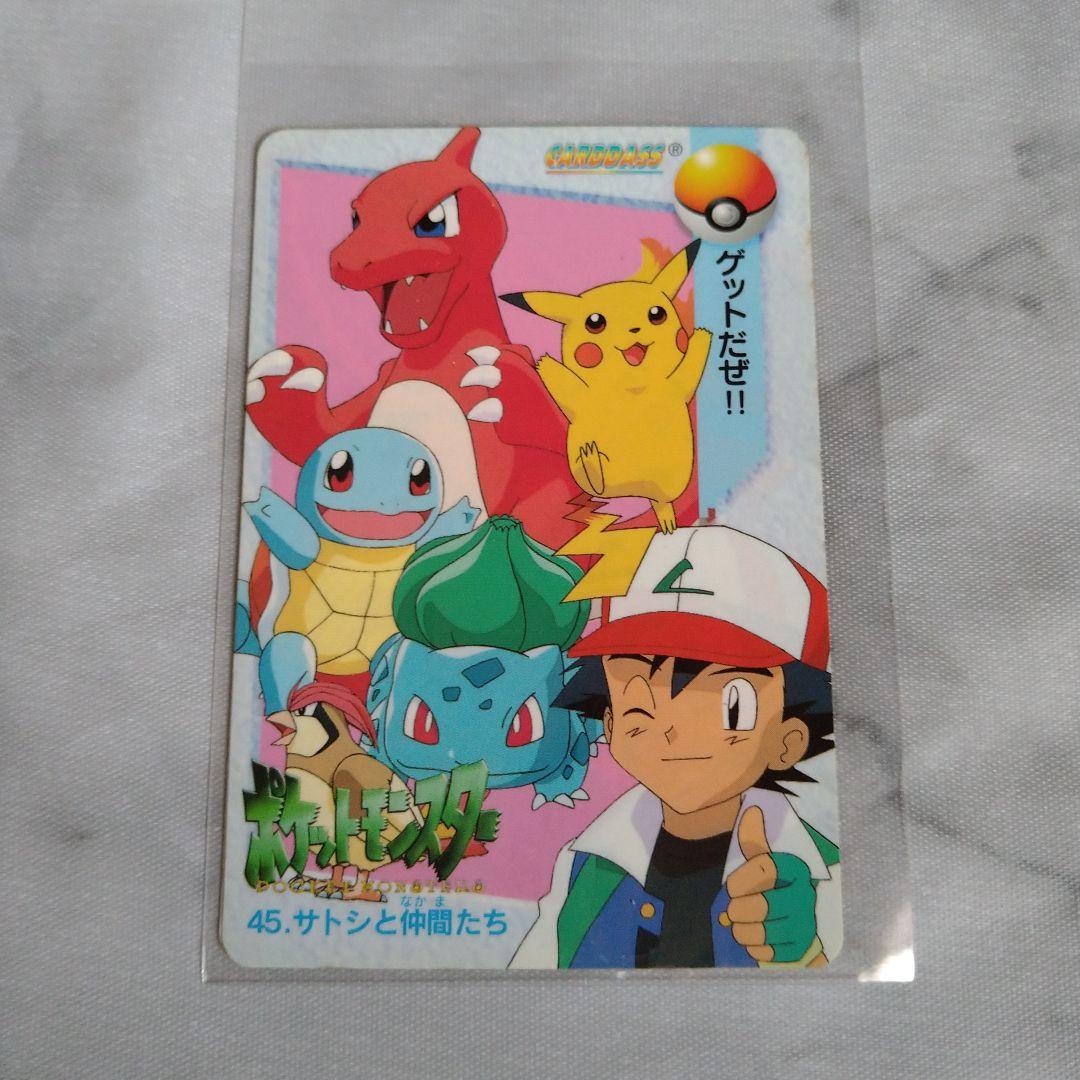 CARDDASS®
ゲットだぜ!!
ポケットモンスター
POCKET MONSTERS
なかま
45.サトシと仲間たち